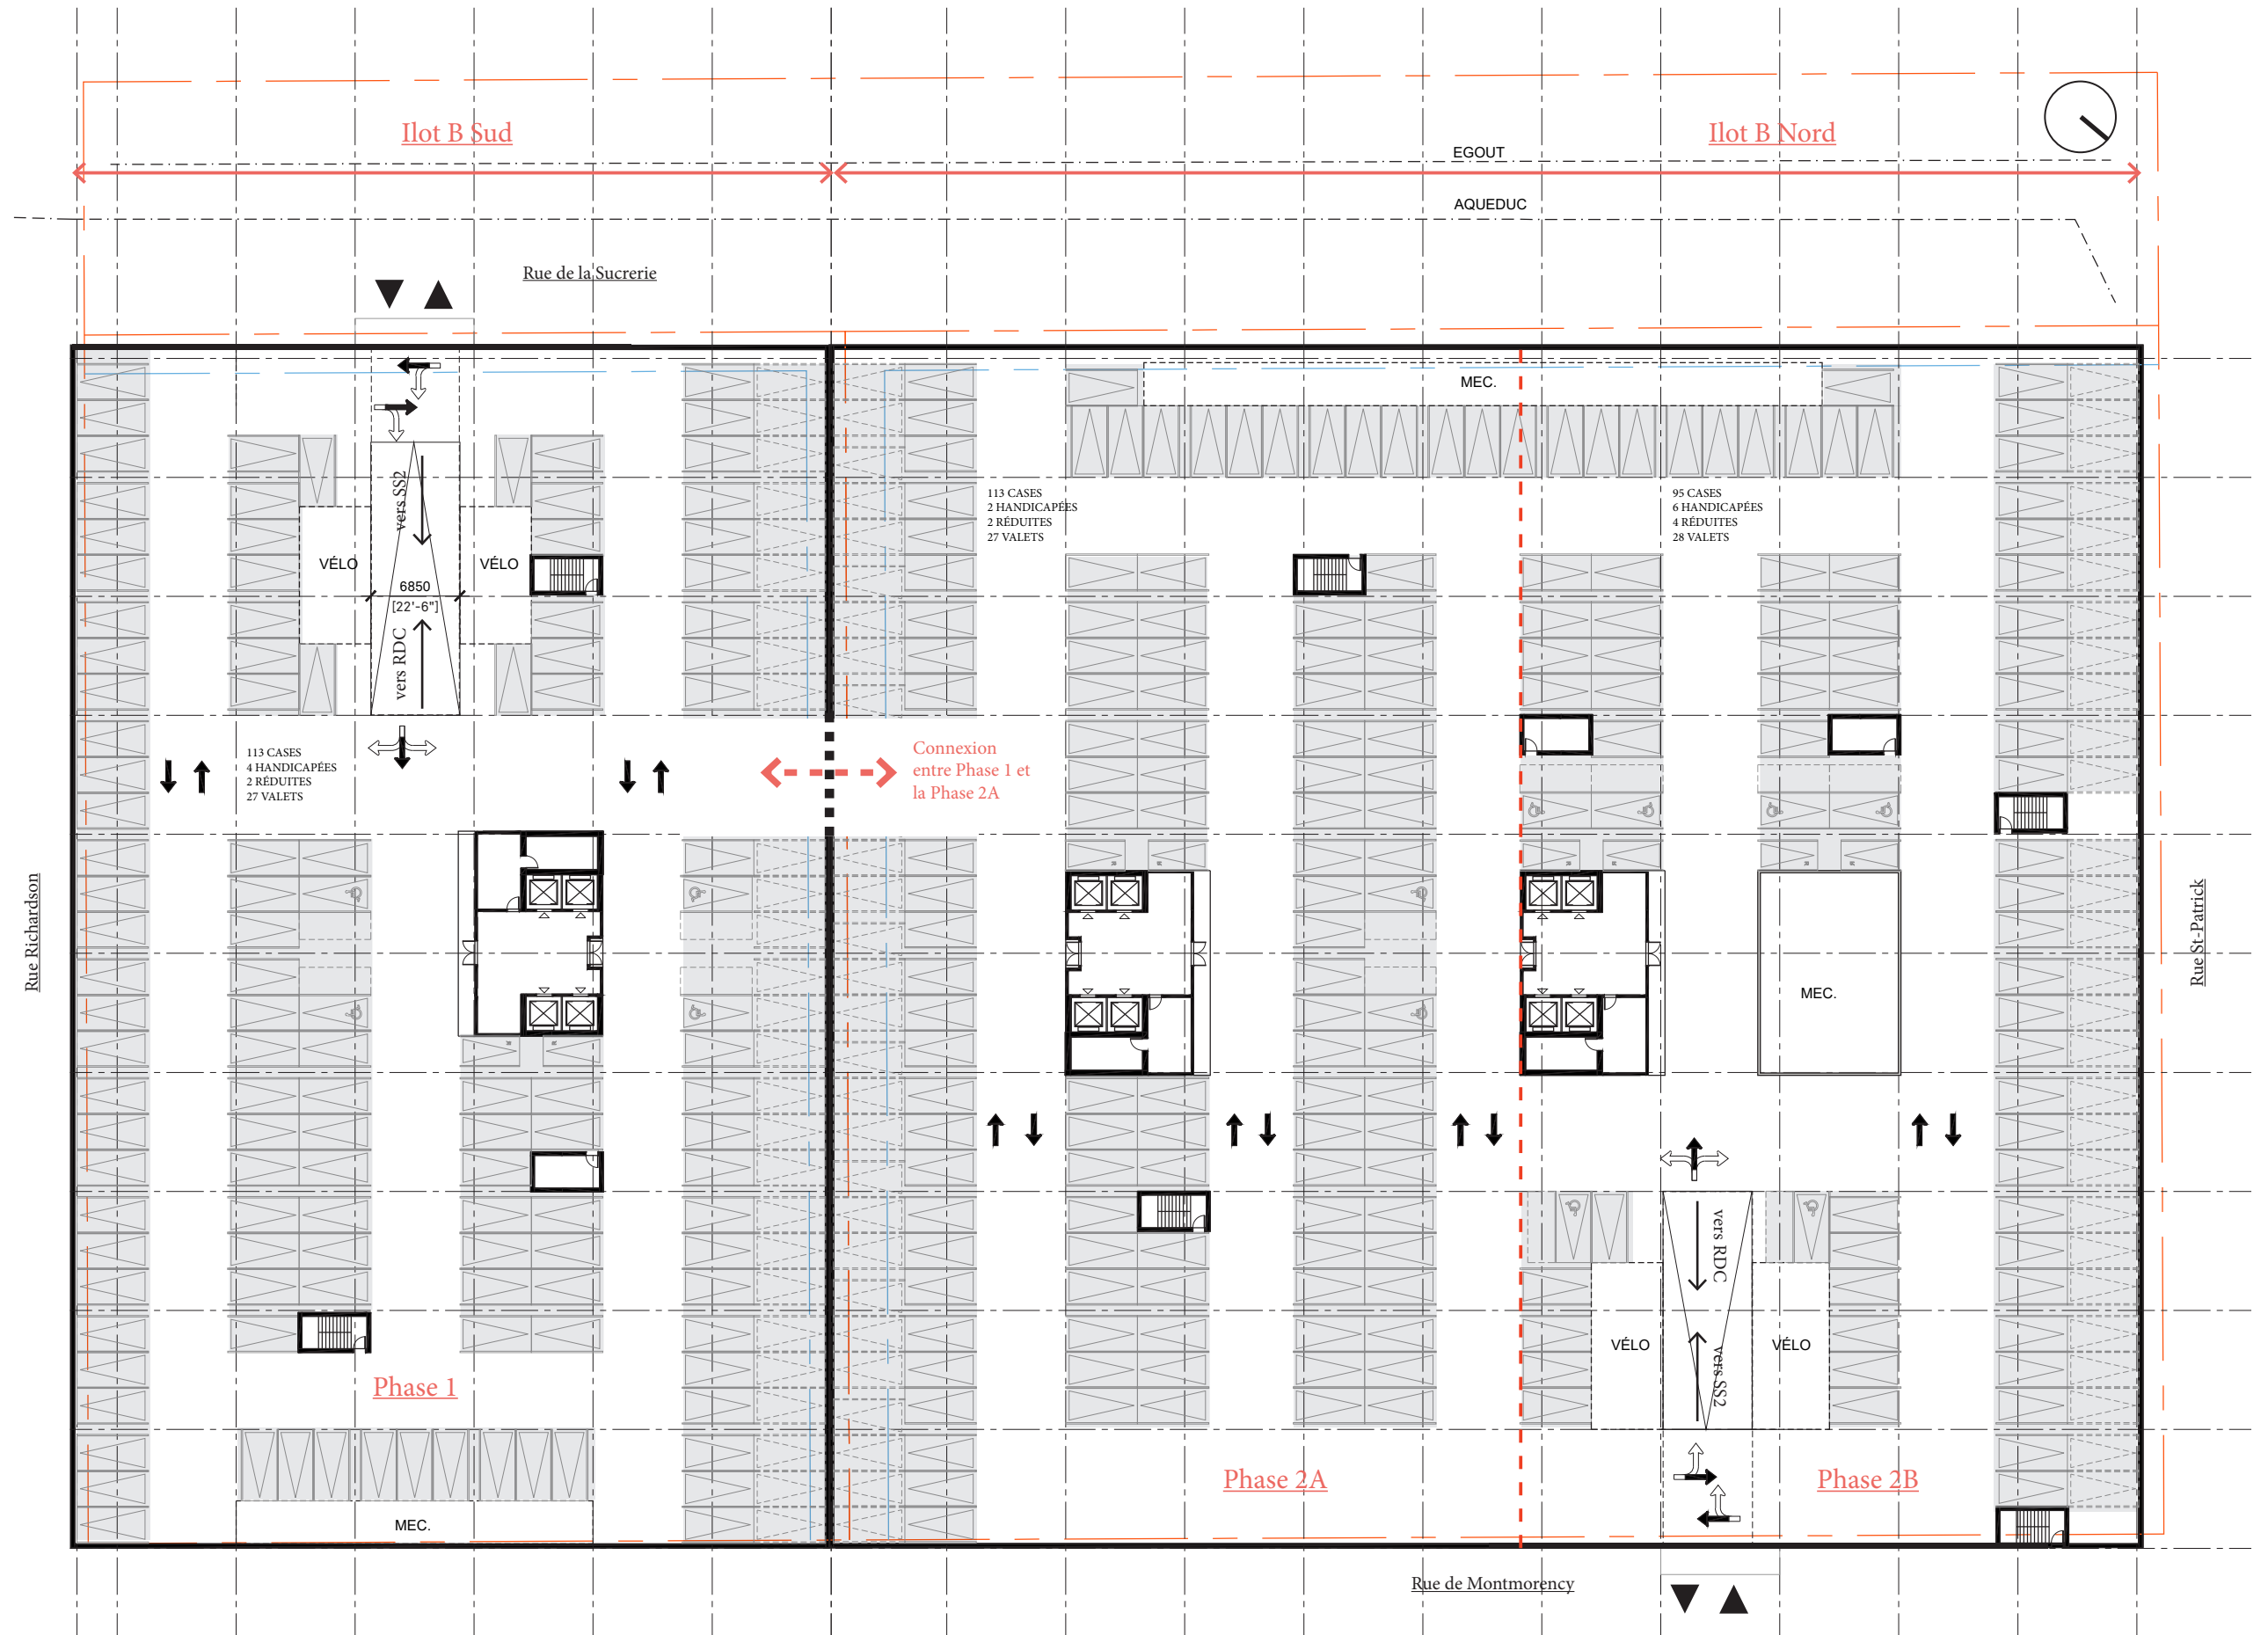 Ilot B Sud
Ilot B Nord
EGOUT
AQUEDUC
Rue de la Sucrerie
MEC.
vers SS2
113 CASES
2 HANDICAPÉES
2 RÉDUITES
27 VALETS
95 CASES
6 HANDICAPÉES
4 RÉDUITES
28 VALETS
VÉLO
VÉLO
6850
[22'-6"]
vers RDC
113 CASES
4 HANDICAPÉES
2 RÉDUITES
27 VALETS
Connexion
entre Phase 1 et
la Phase 2A
Rue Richardson
Rue St-Patrick
MEC.
vers RDC
VÉLO
VÉLO
vers SS2
Phase 1
Phase 2A
Phase 2B
MEC.
Rue de Montmorency